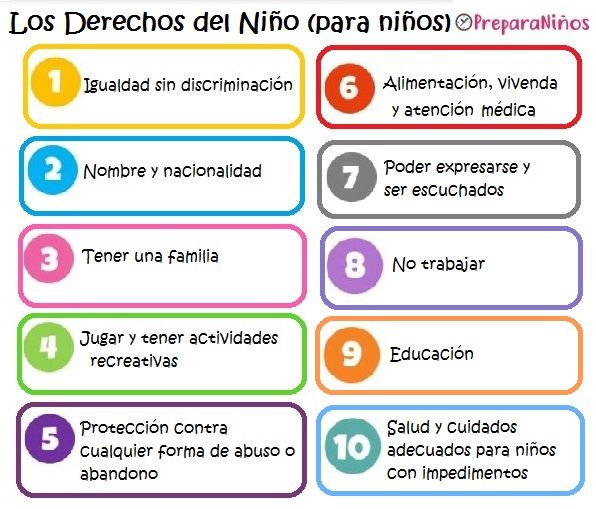 Los Derechos del Niño (para niños) PreparaNiños
1 Igualdad sin discriminación
2 Nombre y nacionalidad
3 Tener una familia
4 Jugar y tener actividades
recreativas
5 Protección contra
cualquier forma de abuso o
abandono
6 Alimentación, vivenda
y atención médica
7 Poder expresarse y
ser escuchados
8 No trabajar
9 Educación
10 Salud y cuidados
adecuados para niños
con impedimentos